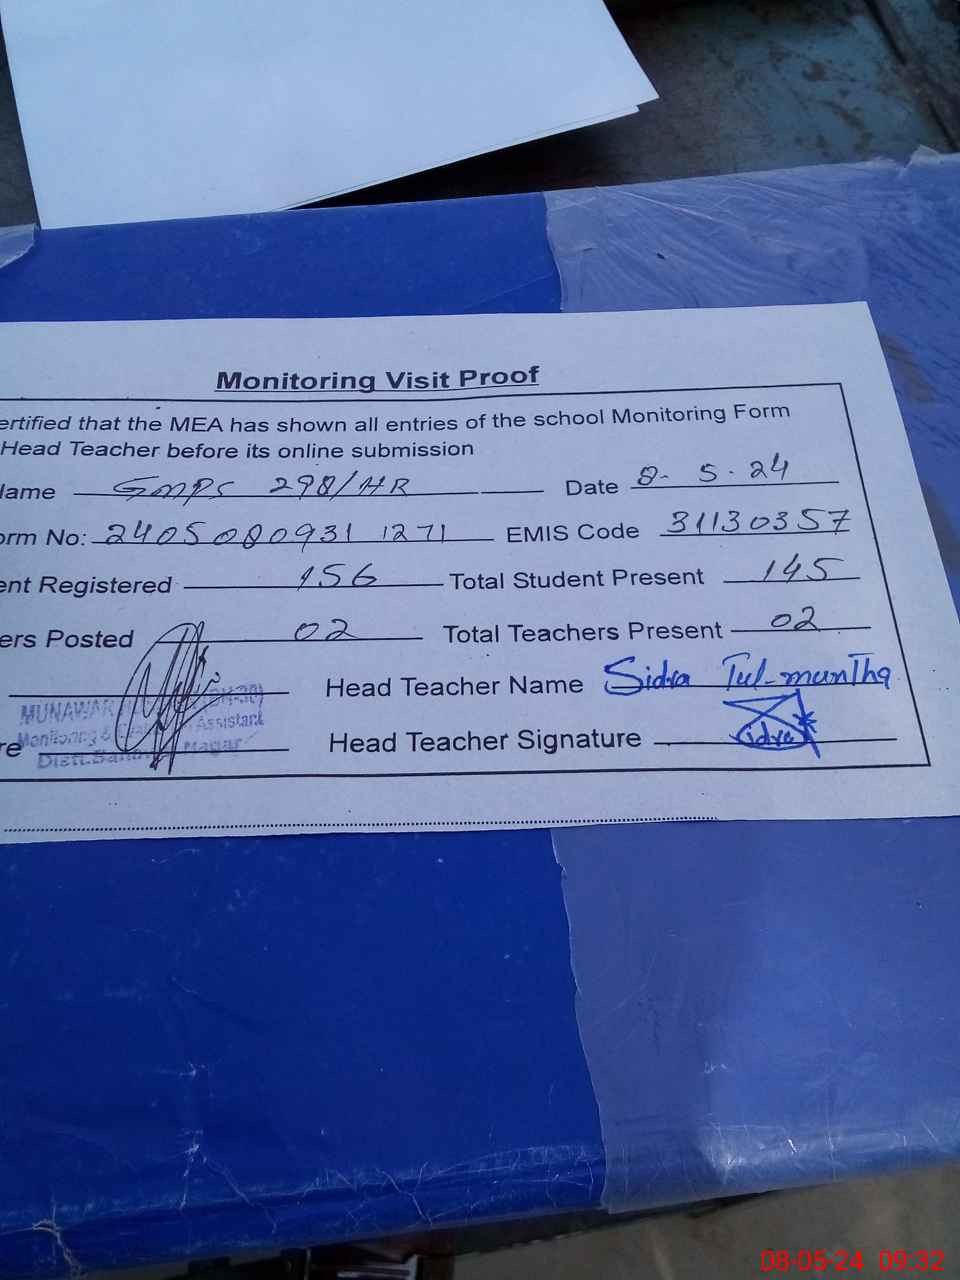 Monitoring Visit Proof
ertified that the MEA has shown all entries of the school Monitoring Form
Head Teacher before its online submission
lame GMPS 298/HR Date 8-5-24
orm No: 2405080931 1271 EMIS Code 31130357
ent Registered 156 Total Student Present 145
ers Posted 02 Total Teachers Present 02
Head Teacher Name Sidra Tul-munTha
MUNAWAR
Monitoring & Assistant
re Head Teacher Signature Sidra
Distt. nagar
08-05-24 09:32